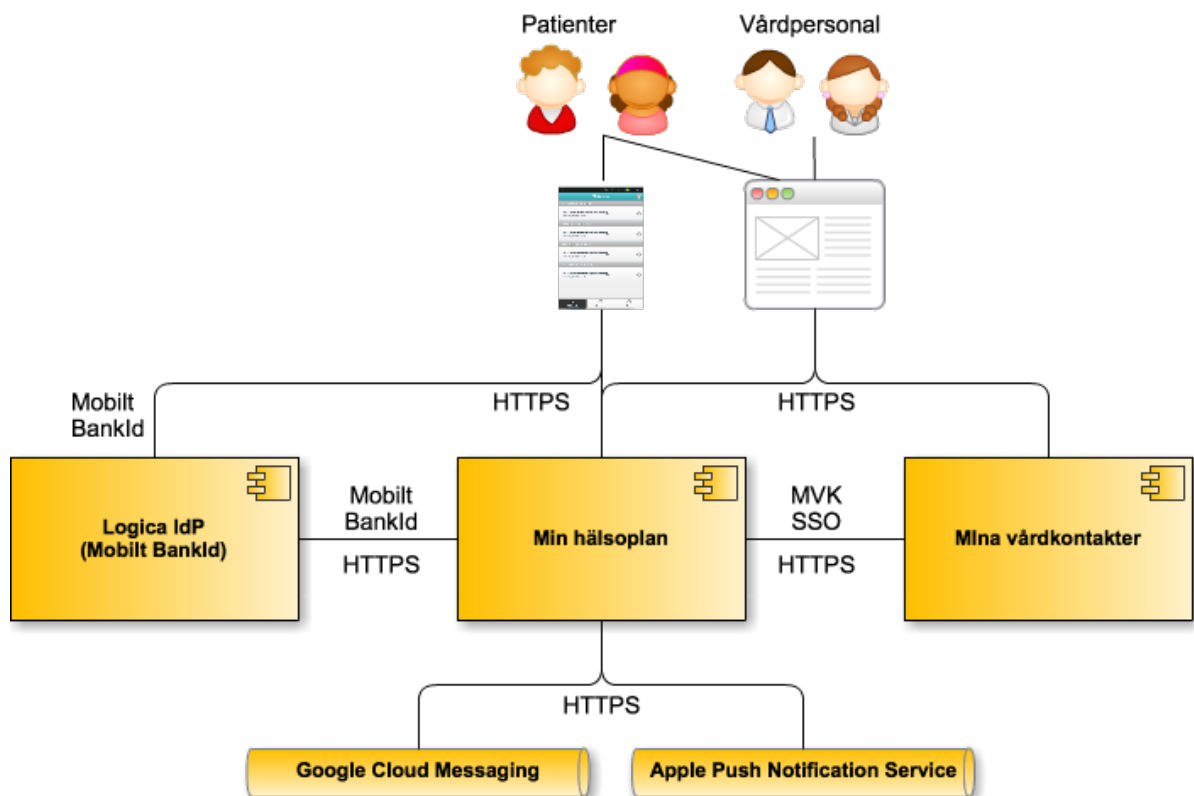 Patienter
Vårdpersonal
Mobilt
BankId
HTTPS
HTTPS
Logica IdP
(Mobilt BankId)
Mobilt
BankId
HTTPS
Min hälsoplan
MVK
SSO
HTTPS
MIna vårdkontakter
HTTPS
Google Cloud Messaging
Apple Push Notification Service